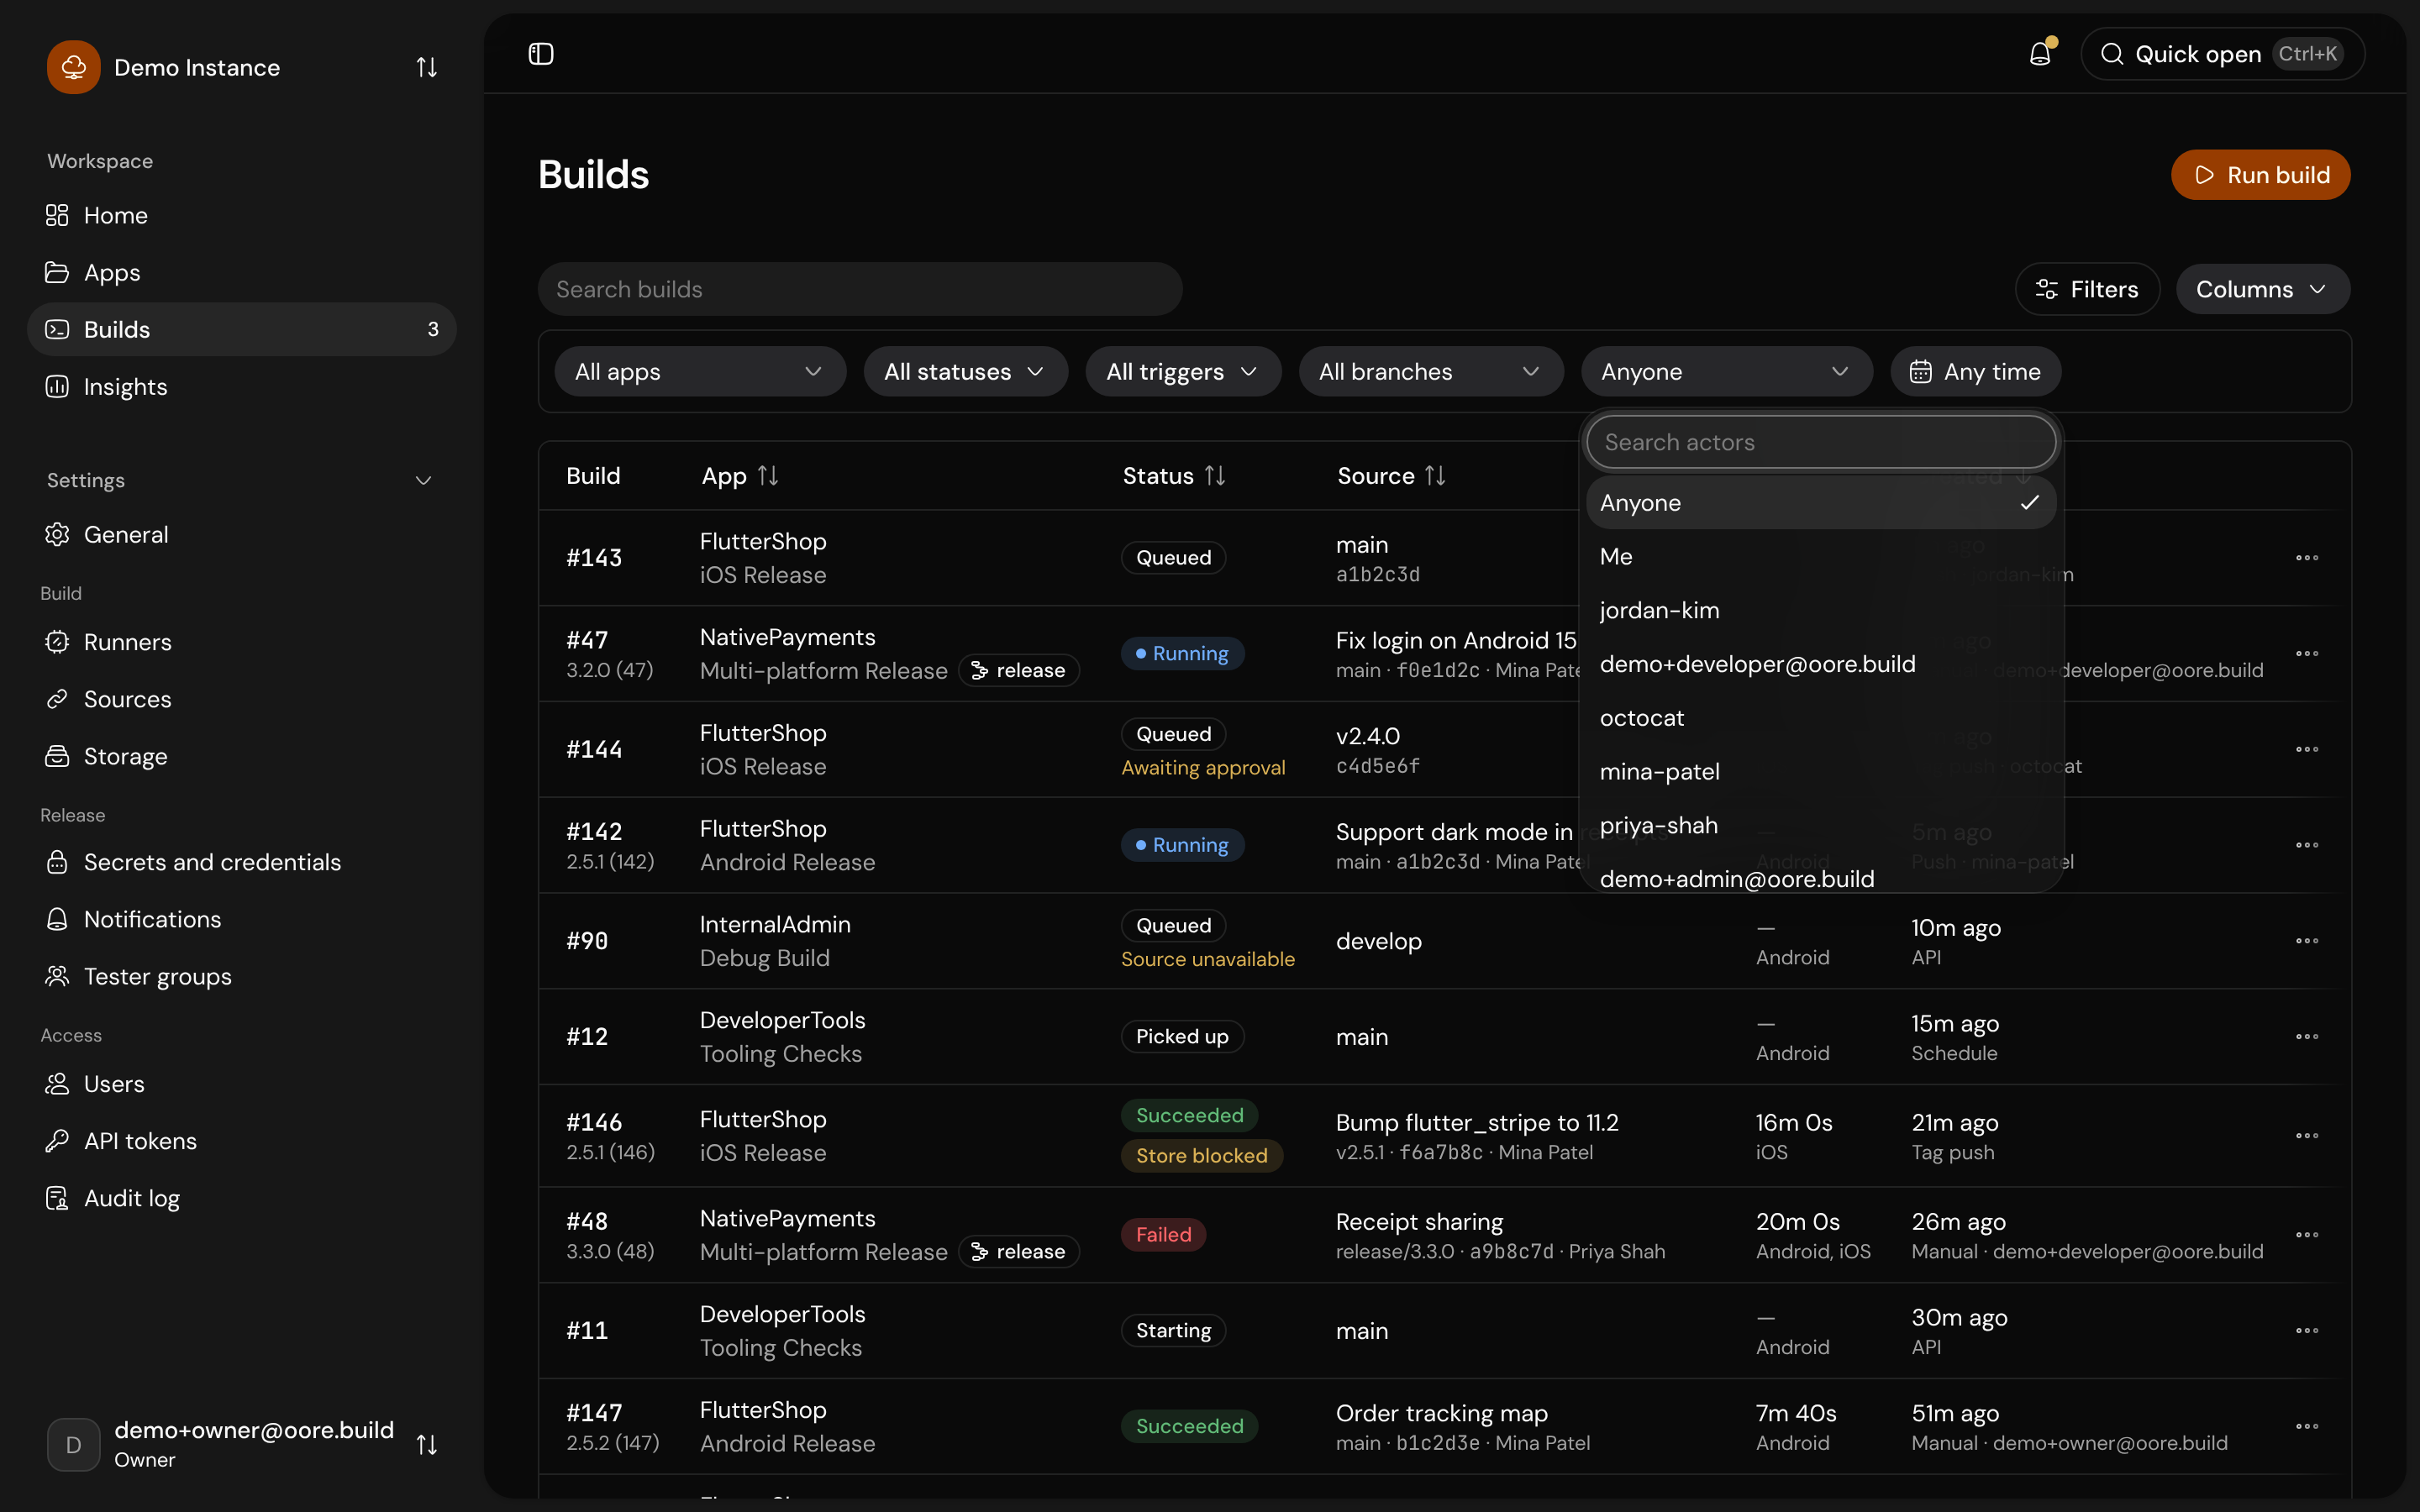 Demo Instance
Workspace
Home
Apps
Builds 3
Insights
Settings
General
Build
Runners
Sources
Storage
Release
Secrets and credentials
Notifications
Tester groups
Access
Users
API tokens
Audit log
D
demo+owner@oore.build
Owner
Quick open Ctrl+K
Builds
Run build
Search builds
Filters
Columns
All apps
All statuses
All triggers
All branches
Anyone
Any time
Search actors
Anyone
Me
jordan-kim
demo+developer@oore.build
octocat
mina-patel
priya-shah
demo+admin@oore.build
Build App Status Source
#143
FlutterShop
iOS Release
Queued
main
a1b2c3d
jordan-kim
#47
3.2.0 (47)
NativePayments
Multi-platform Release release
Running
Fix login on Android 15
main · f0e1d2c · Mina Patel
demo+developer@oore.build
#144
FlutterShop
iOS Release
Queued
Awaiting approval
v2.4.0
c4d5e6f
octocat
#142
2.5.1 (142)
FlutterShop
Android Release
Running
Support dark mode in
main · a1b2c3d · Mina Patel
Android
5m ago
Push · mina-patel
#90
InternalAdmin
Debug Build
Queued
Source unavailable
develop
—
Android
10m ago
API
#12
DeveloperTools
Tooling Checks
Picked up
main
—
Android
15m ago
Schedule
#146
2.5.1 (146)
FlutterShop
iOS Release
Succeeded
Store blocked
Bump flutter_stripe to 11.2
v2.5.1 · f6a7b8c · Mina Patel
16m 0s
iOS
21m ago
Tag push
#48
3.3.0 (48)
NativePayments
Multi-platform Release release
Failed
Receipt sharing
release/3.3.0 · a9b8c7d · Priya Shah
20m 0s
Android, iOS
26m ago
Manual · demo+developer@oore.build
#11
DeveloperTools
Tooling Checks
Starting
main
—
Android
30m ago
API
#147
2.5.2 (147)
FlutterShop
Android Release
Succeeded
Order tracking map
main · b1c2d3e · Mina Patel
7m 40s
Android
51m ago
Manual · demo+owner@oore.build